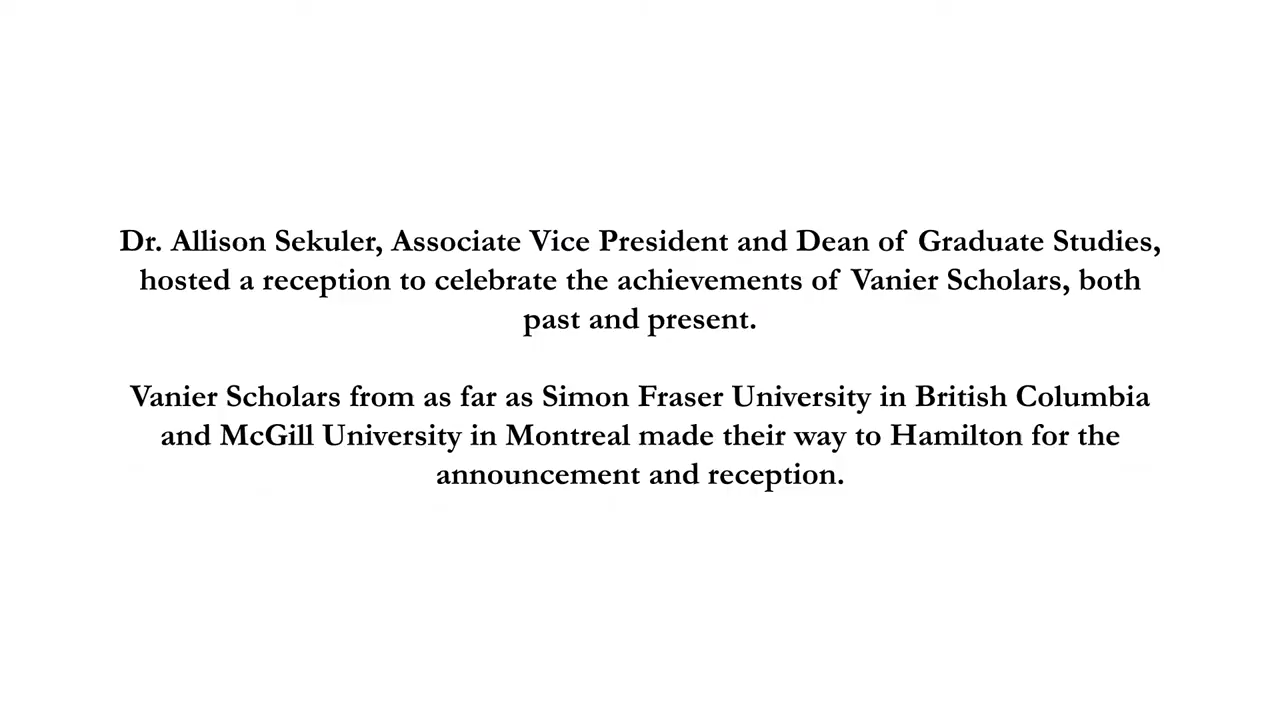 Dr. Allison Sekuler, Associate Vice President and Dean of Graduate Studies,
hosted a reception to celebrate the achievements of Vanier Scholars, both
past and present.
Vanier Scholars from as far as Simon Fraser University in British Columbia
and McGill University in Montreal made their way to Hamilton for the
announcement and reception.